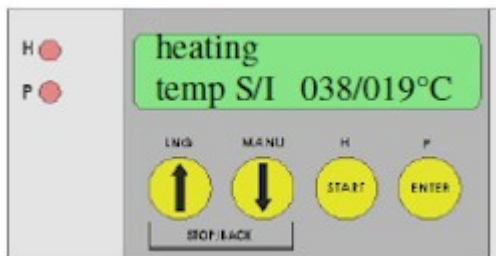 H
heating
P
temp S/I 038/019°C
LNG MANU H P
START ENTER
STOP/BACK